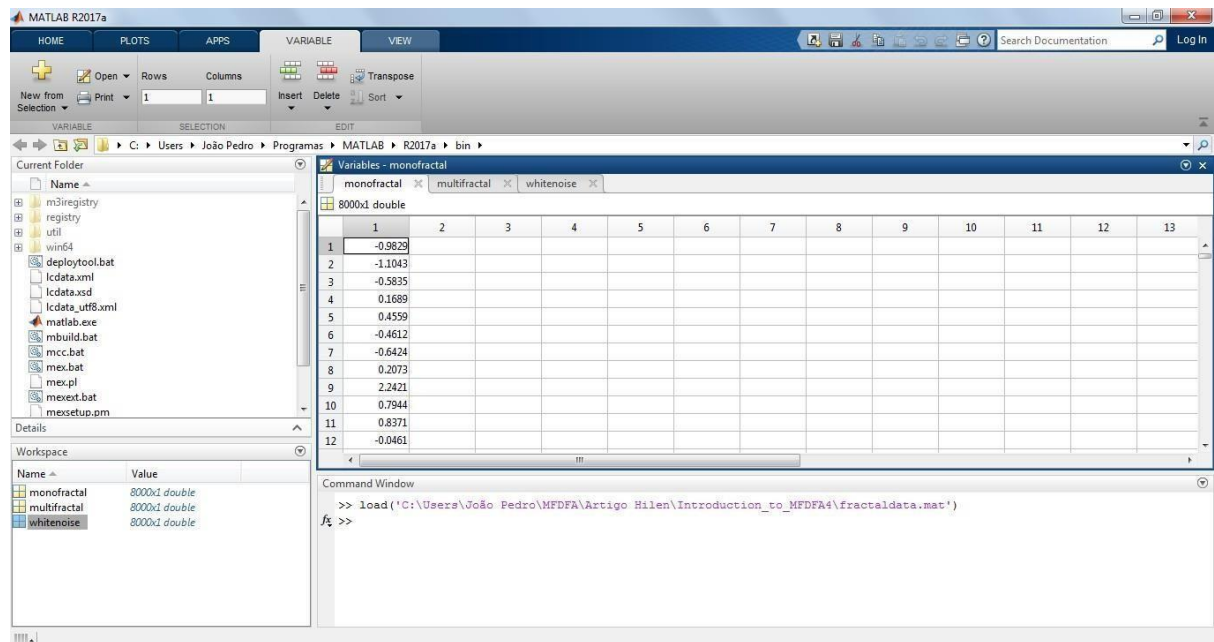 MATLAB R2017a
HOME PLOTS APPS VARIABLE VIEW Search Documentation Log In
New from Selection Open Print Rows Columns 1 1 Insert Delete Transpose Sort
VARIABLE SELECTION EDIT
C: Users João Pedro Programas MATLAB R2017a bin
Current Folder
Name
m3iregistry
registry
util
win64
deploytool.bat
lcdata.xml
lcdata.xsd
lcdata_utf8.xml
matlab.exe
mbuild.bat
mcc.bat
mex.bat
mex.pl
mexext.bat
mexsetup.pm
Details
Workspace
Name Value
monofractal 8000x1 double
multifractal 8000x1 double
whitenoise 8000x1 double
Variables - monofractal
monofractal multifractal whitenoise
8000x1 double
1 2 3 4 5 6 7 8 9 10 11 12 13
1 -0.9829
2 -1.1043
3 -0.5835
4 0.1689
5 0.4559
6 -0.4612
7 -0.6424
8 0.2073
9 2.2421
10 0.7944
11 0.8371
12 -0.0461
Command Window
>> load('C:\Users\João Pedro\MFDFA\Artigo Hilen\Introduction_to_MFDFA4\fractaldata.mat')
fx >>